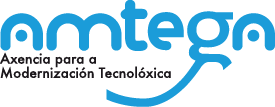 amtega
Axencia para a
Modernización Tecnolóxica